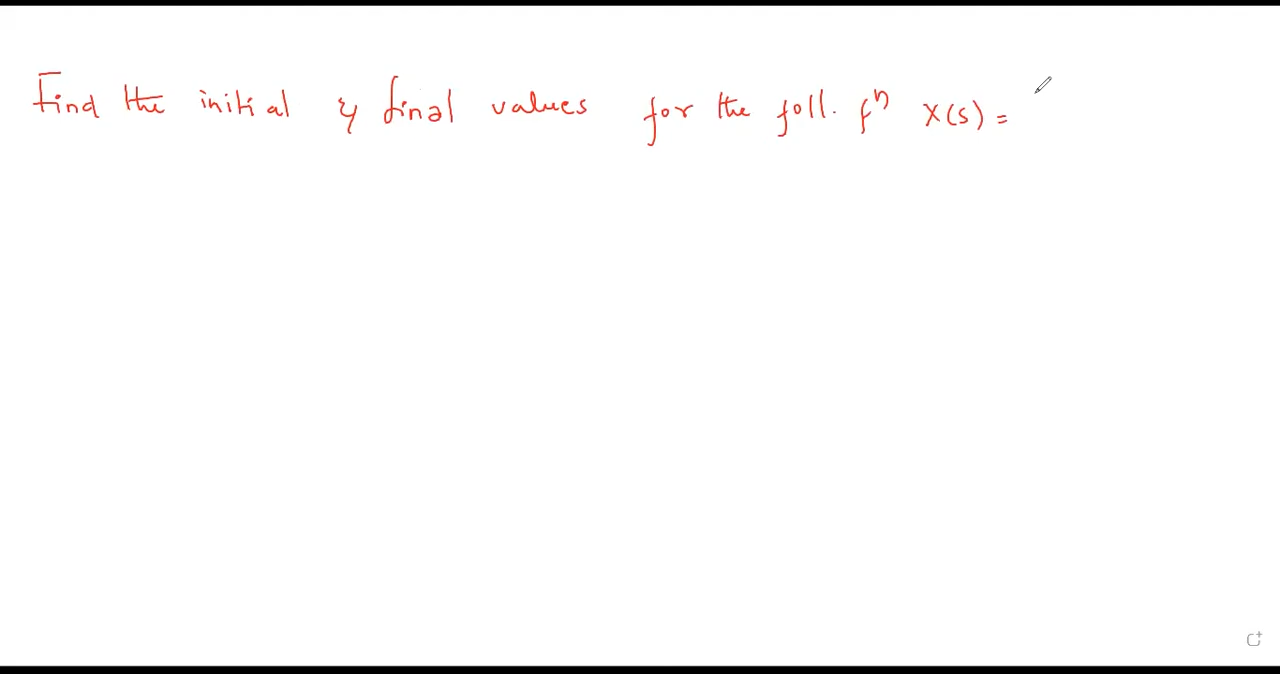 Find the initial & final values for the foll. fⁿ X(s) =